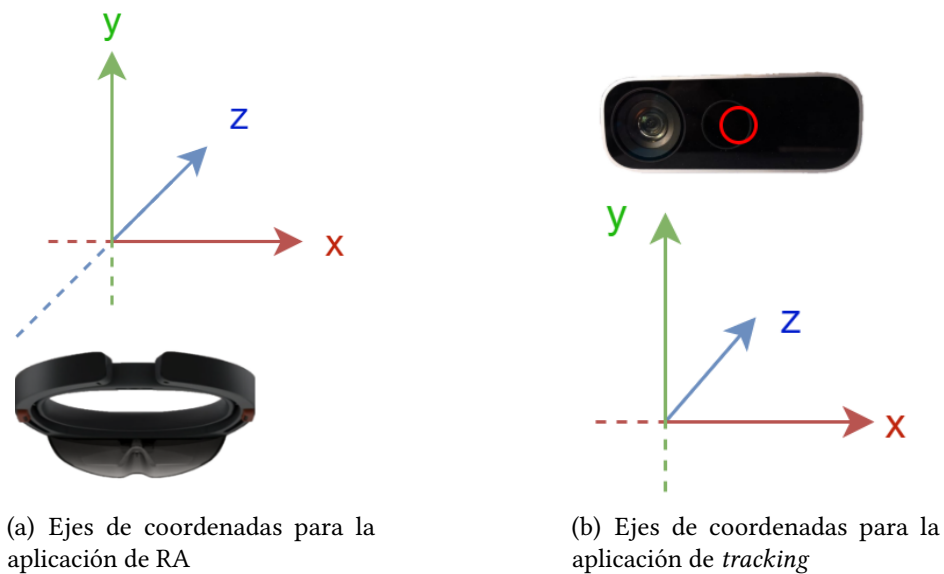 y
z
x
y
z
x
(a) Ejes de coordenadas para la
aplicación de RA
(b) Ejes de coordenadas para la
aplicación de tracking